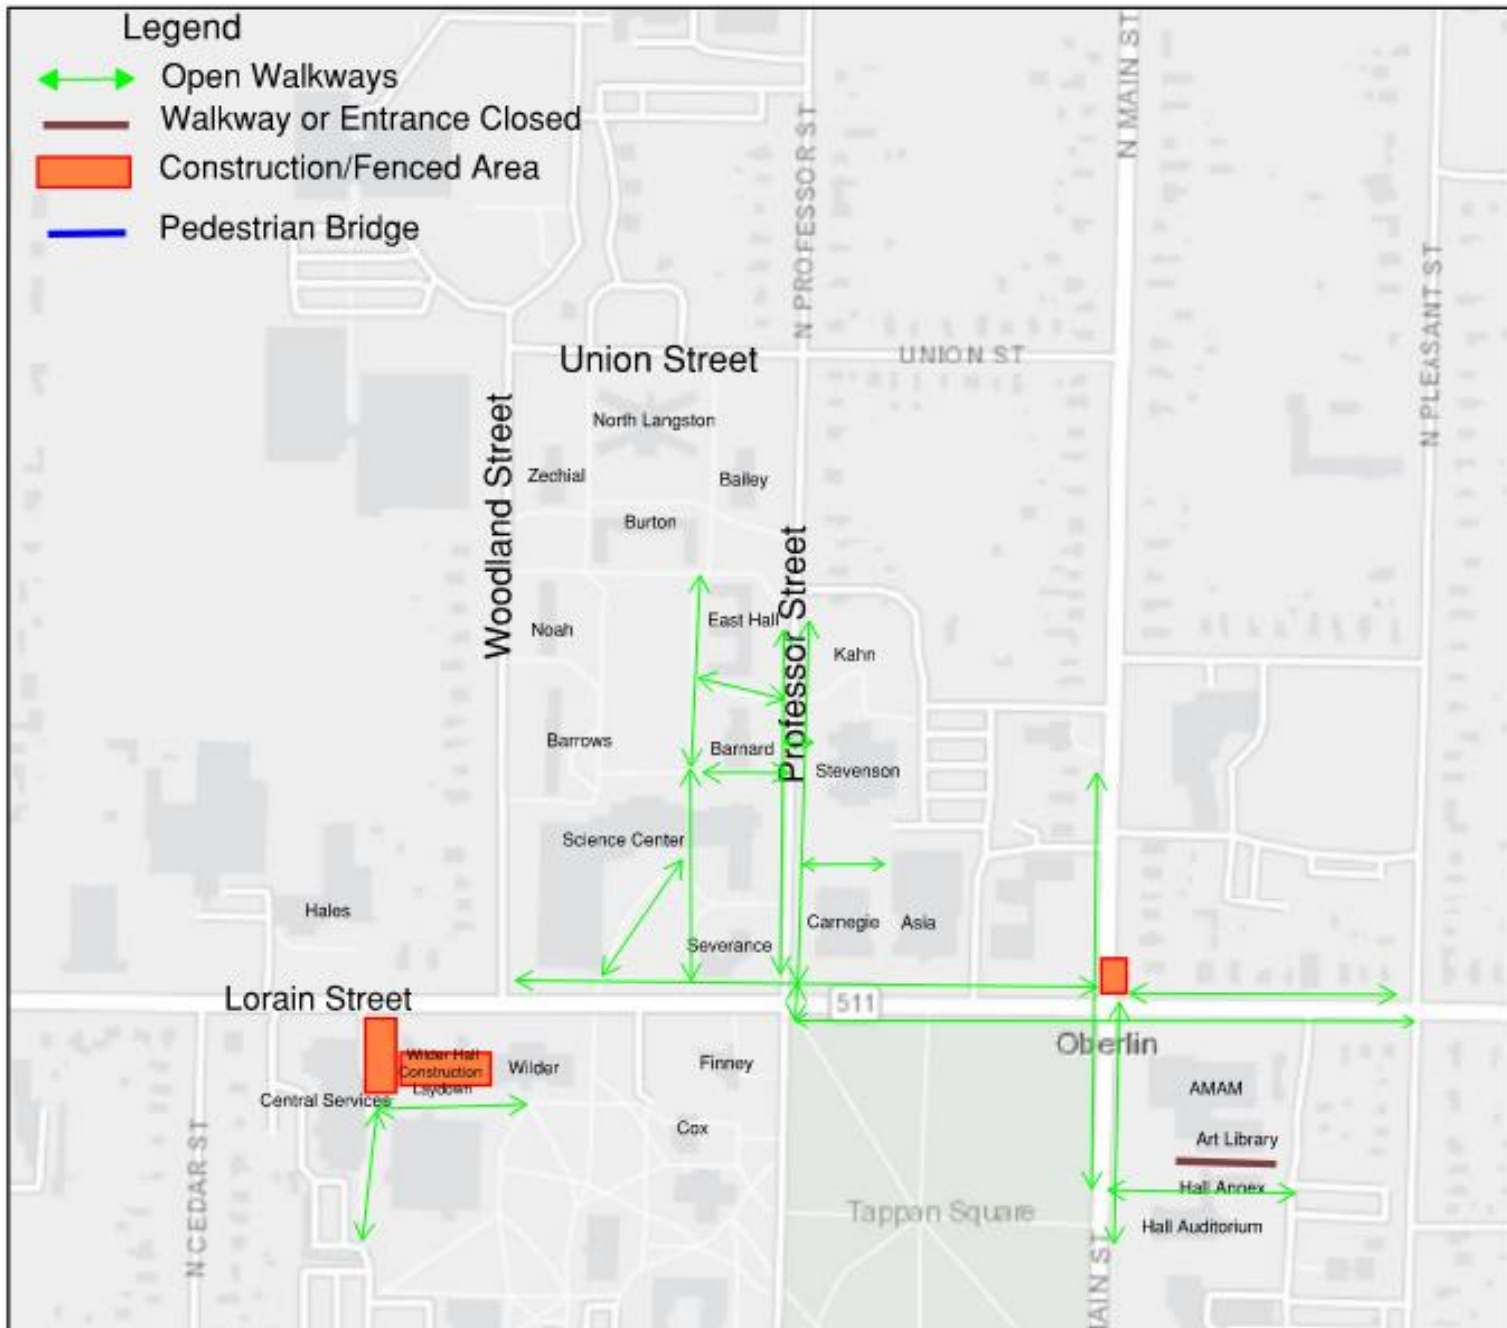 Legend
Open Walkways
Walkway or Entrance Closed
Construction/Fenced Area
Pedestrian Bridge
N MAIN ST
N PROFESSOR ST
N PLEASANT ST
Union Street
UNION ST
Woodland Street
North Langston
Zechial
Bailey
Burton
Professor Street
East Hall
Noah
Kahn
Barrows
Barnard
Stevenson
Science Center
Hales
Carnegie
Asia
Severance
Lorain Street
511
Oberlin
Wilder Hall
Construction
Laydown
Wilder
Finney
Central Services
Cox
AMAM
Art Library
Hall Annex
Hall Auditorium
N CEDAR ST
Tappan Square
MAIN ST